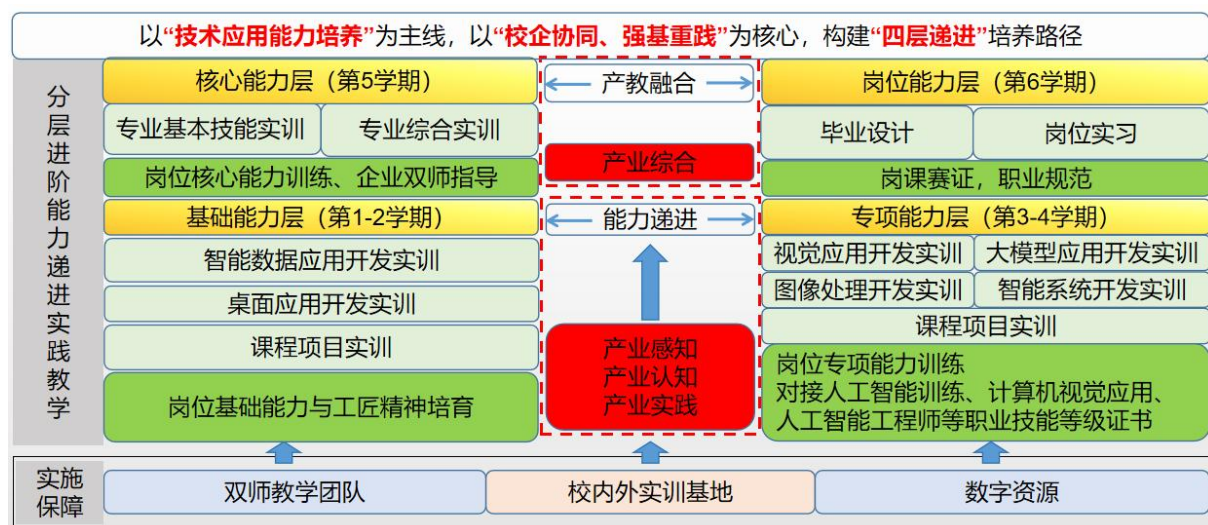 以“技术应用能力培养”为主线，以“校企协同、强基重践”为核心，构建“四层递进”培养路径
分层进阶能力递进实践教学
核心能力层（第5学期）
专业基本技能实训
专业综合实训
岗位核心能力训练、企业双师指导
基础能力层（第1-2学期）
智能数据应用开发实训
桌面应用开发实训
课程项目实训
岗位基础能力与工匠精神培育
产教融合
产业综合
能力递进
产业感知
产业认知
产业实践
岗位能力层（第6学期）
毕业设计
岗位实习
岗课赛证，职业规范
专项能力层（第3-4学期）
视觉应用开发实训
大模型应用开发实训
图像处理开发实训
智能系统开发实训
课程项目实训
岗位专项能力训练
对接人工智能训练、计算机视觉应用、
人工智能工程师等职业技能等级证书
实施
保障
双师教学团队
校内外实训基地
数字资源